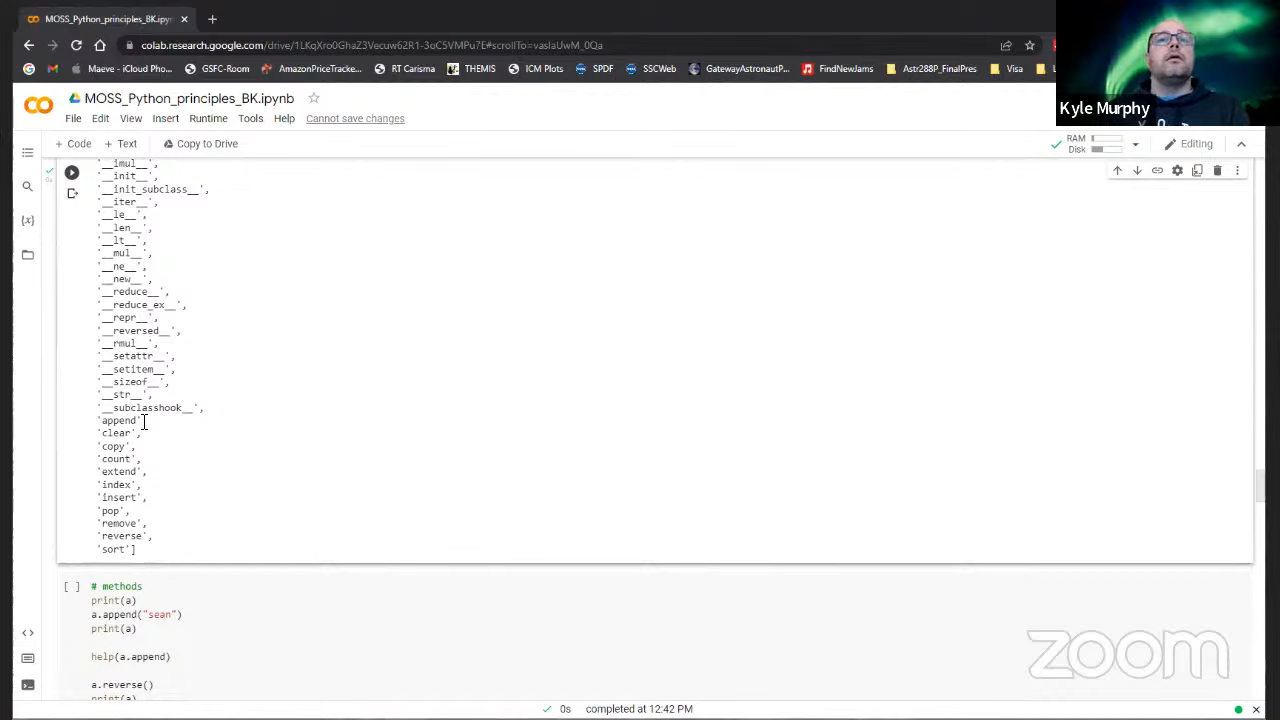 MOSS_Python_principles_BK.ipyn
colab.research.google.com/drive/1LKqXro0GhaZ3Vecuw62R1-3oC5VMPu7E#scrollTo=vaslaUwM_0Qa
Maeve - iCloud Pho...
GSFC-Room
AmazonPriceTracke...
RT Carisma
THEMIS
ICM Plots
SPDF
SSCWeb
GatewayAstronautP...
FindNewJams
Astr288P_FinalPres
Visa
Kyle Murphy
MOSS_Python_principles_BK.ipynb
File Edit View Insert Runtime Tools Help Cannot save changes
+ Code + Text Copy to Drive
RAM
Disk
Editing
'__imul__',
'__init__',
'__init_subclass__',
'__iter__',
'__le__',
'__len__',
'__lt__',
'__mul__',
'__ne__',
'__new__',
'__reduce__',
'__reduce_ex__',
'__repr__',
'__reversed__',
'__rmul__',
'__setattr__',
'__setitem__',
'__sizeof__',
'__str__',
'__subclasshook__',
'append',
'clear',
'copy',
'count',
'extend',
'index',
'insert',
'pop',
'remove',
'reverse',
'sort']
[ ] # methods
print(a)
a.append("sean")
print(a)
help(a.append)
a.reverse()
print(a)
zoom
0s completed at 12:42 PM